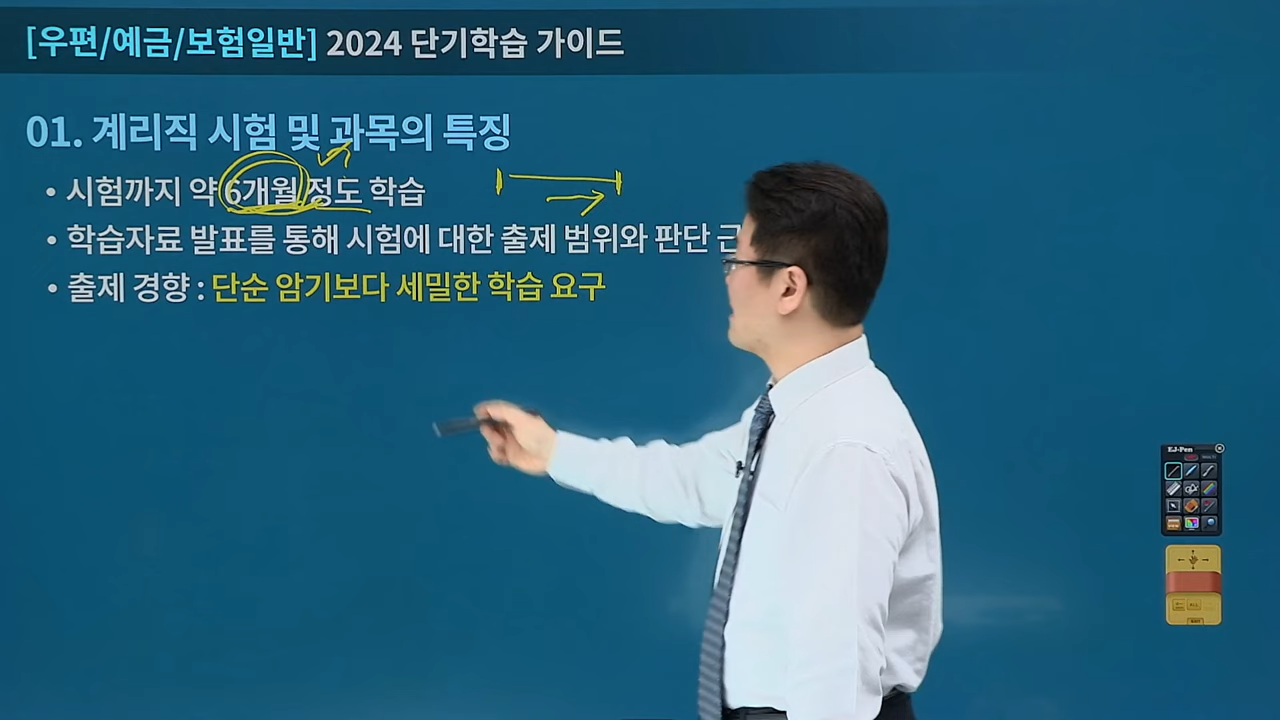 [우편/예금/보험일반] 2024 단기학습 가이드
01. 계리직 시험 및 과목의 특징
• 시험까지 약 6개월 정도 학습
• 학습자료 발표를 통해 시험에 대한 출제 범위와 판단 근
• 출제 경향 : 단순 암기보다 세밀한 학습 요구
EJ-Pen